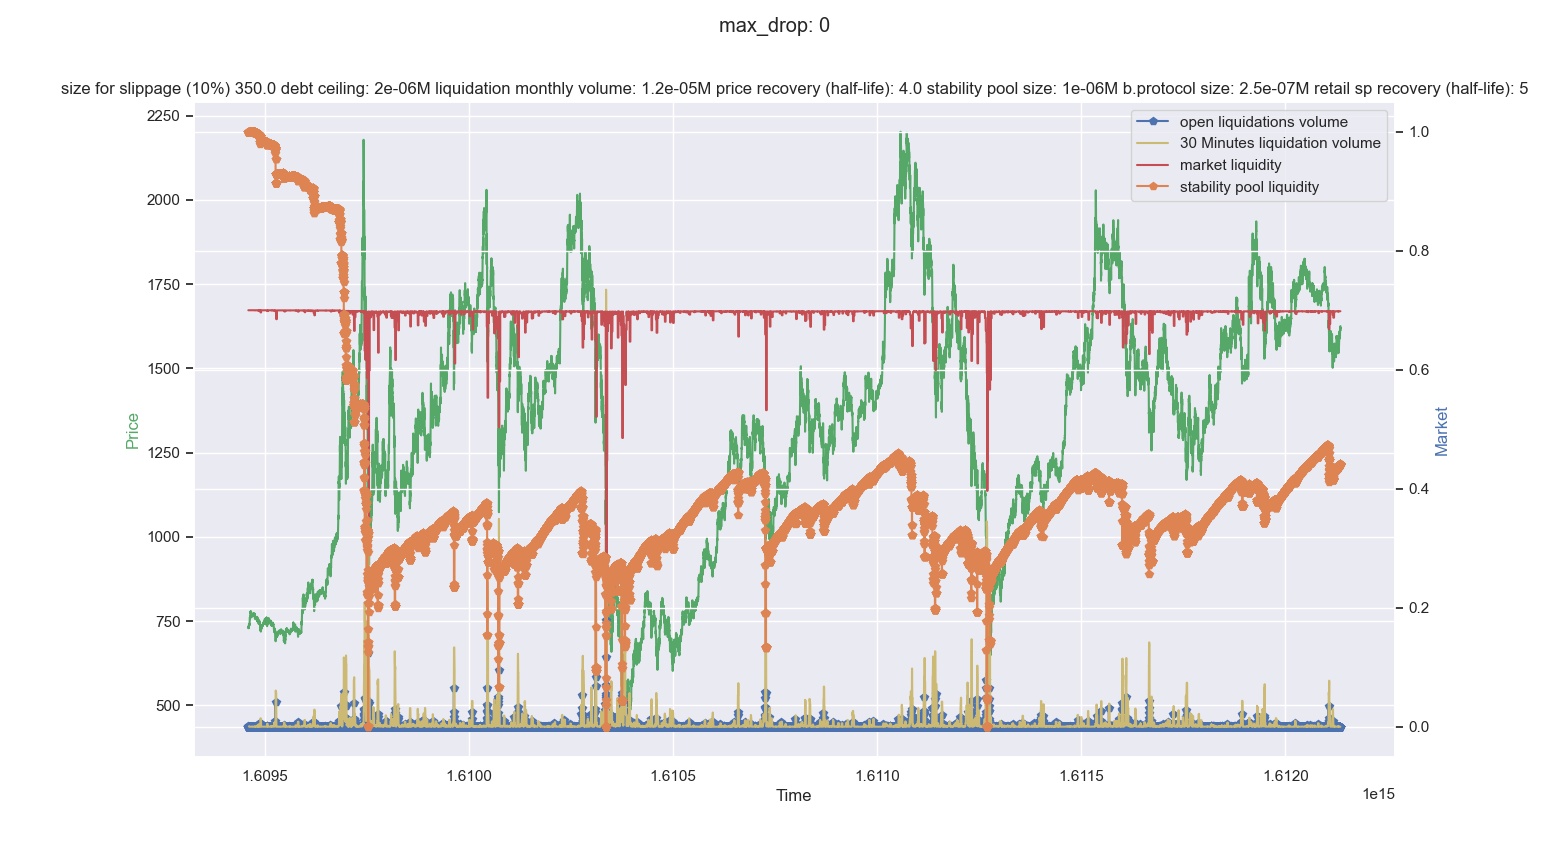 max_drop: 0
size for slippage (10%) 350.0 debt ceiling: 2e-06M liquidation monthly volume: 1.2e-05M price recovery (half-life): 4.0 stability pool size: 1e-06M b.protocol size: 2.5e-07M retail sp recovery (half-life): 5
open liquidations volume
30 Minutes liquidation volume
market liquidity
stability pool liquidity
2250
2000
1750
1500
1250
1000
750
500
Price
1.0
0.8
0.6
0.4
0.2
0.0
Market
1.6095 1.6100 1.6105 1.6110 1.6115 1.6120
1e15
Time